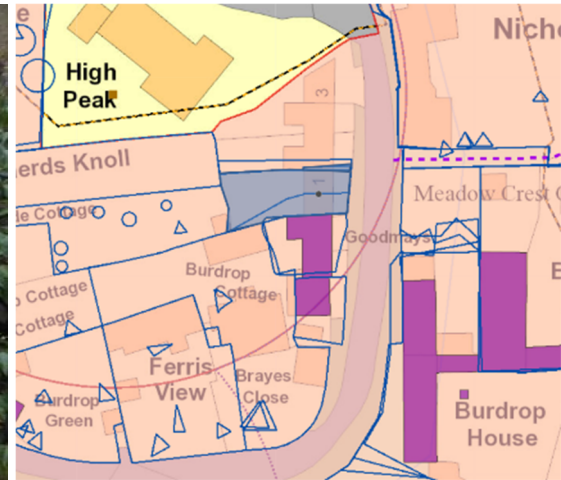 High
Peak
3
Niche
erds Knoll
Meadow Crest C
1
le Cottage
Goodmays
Burdrop
Cottage
o Cottage
Cottage
Ferris
View
Brayes
Close
Burdrop
Green
Burdrop
House